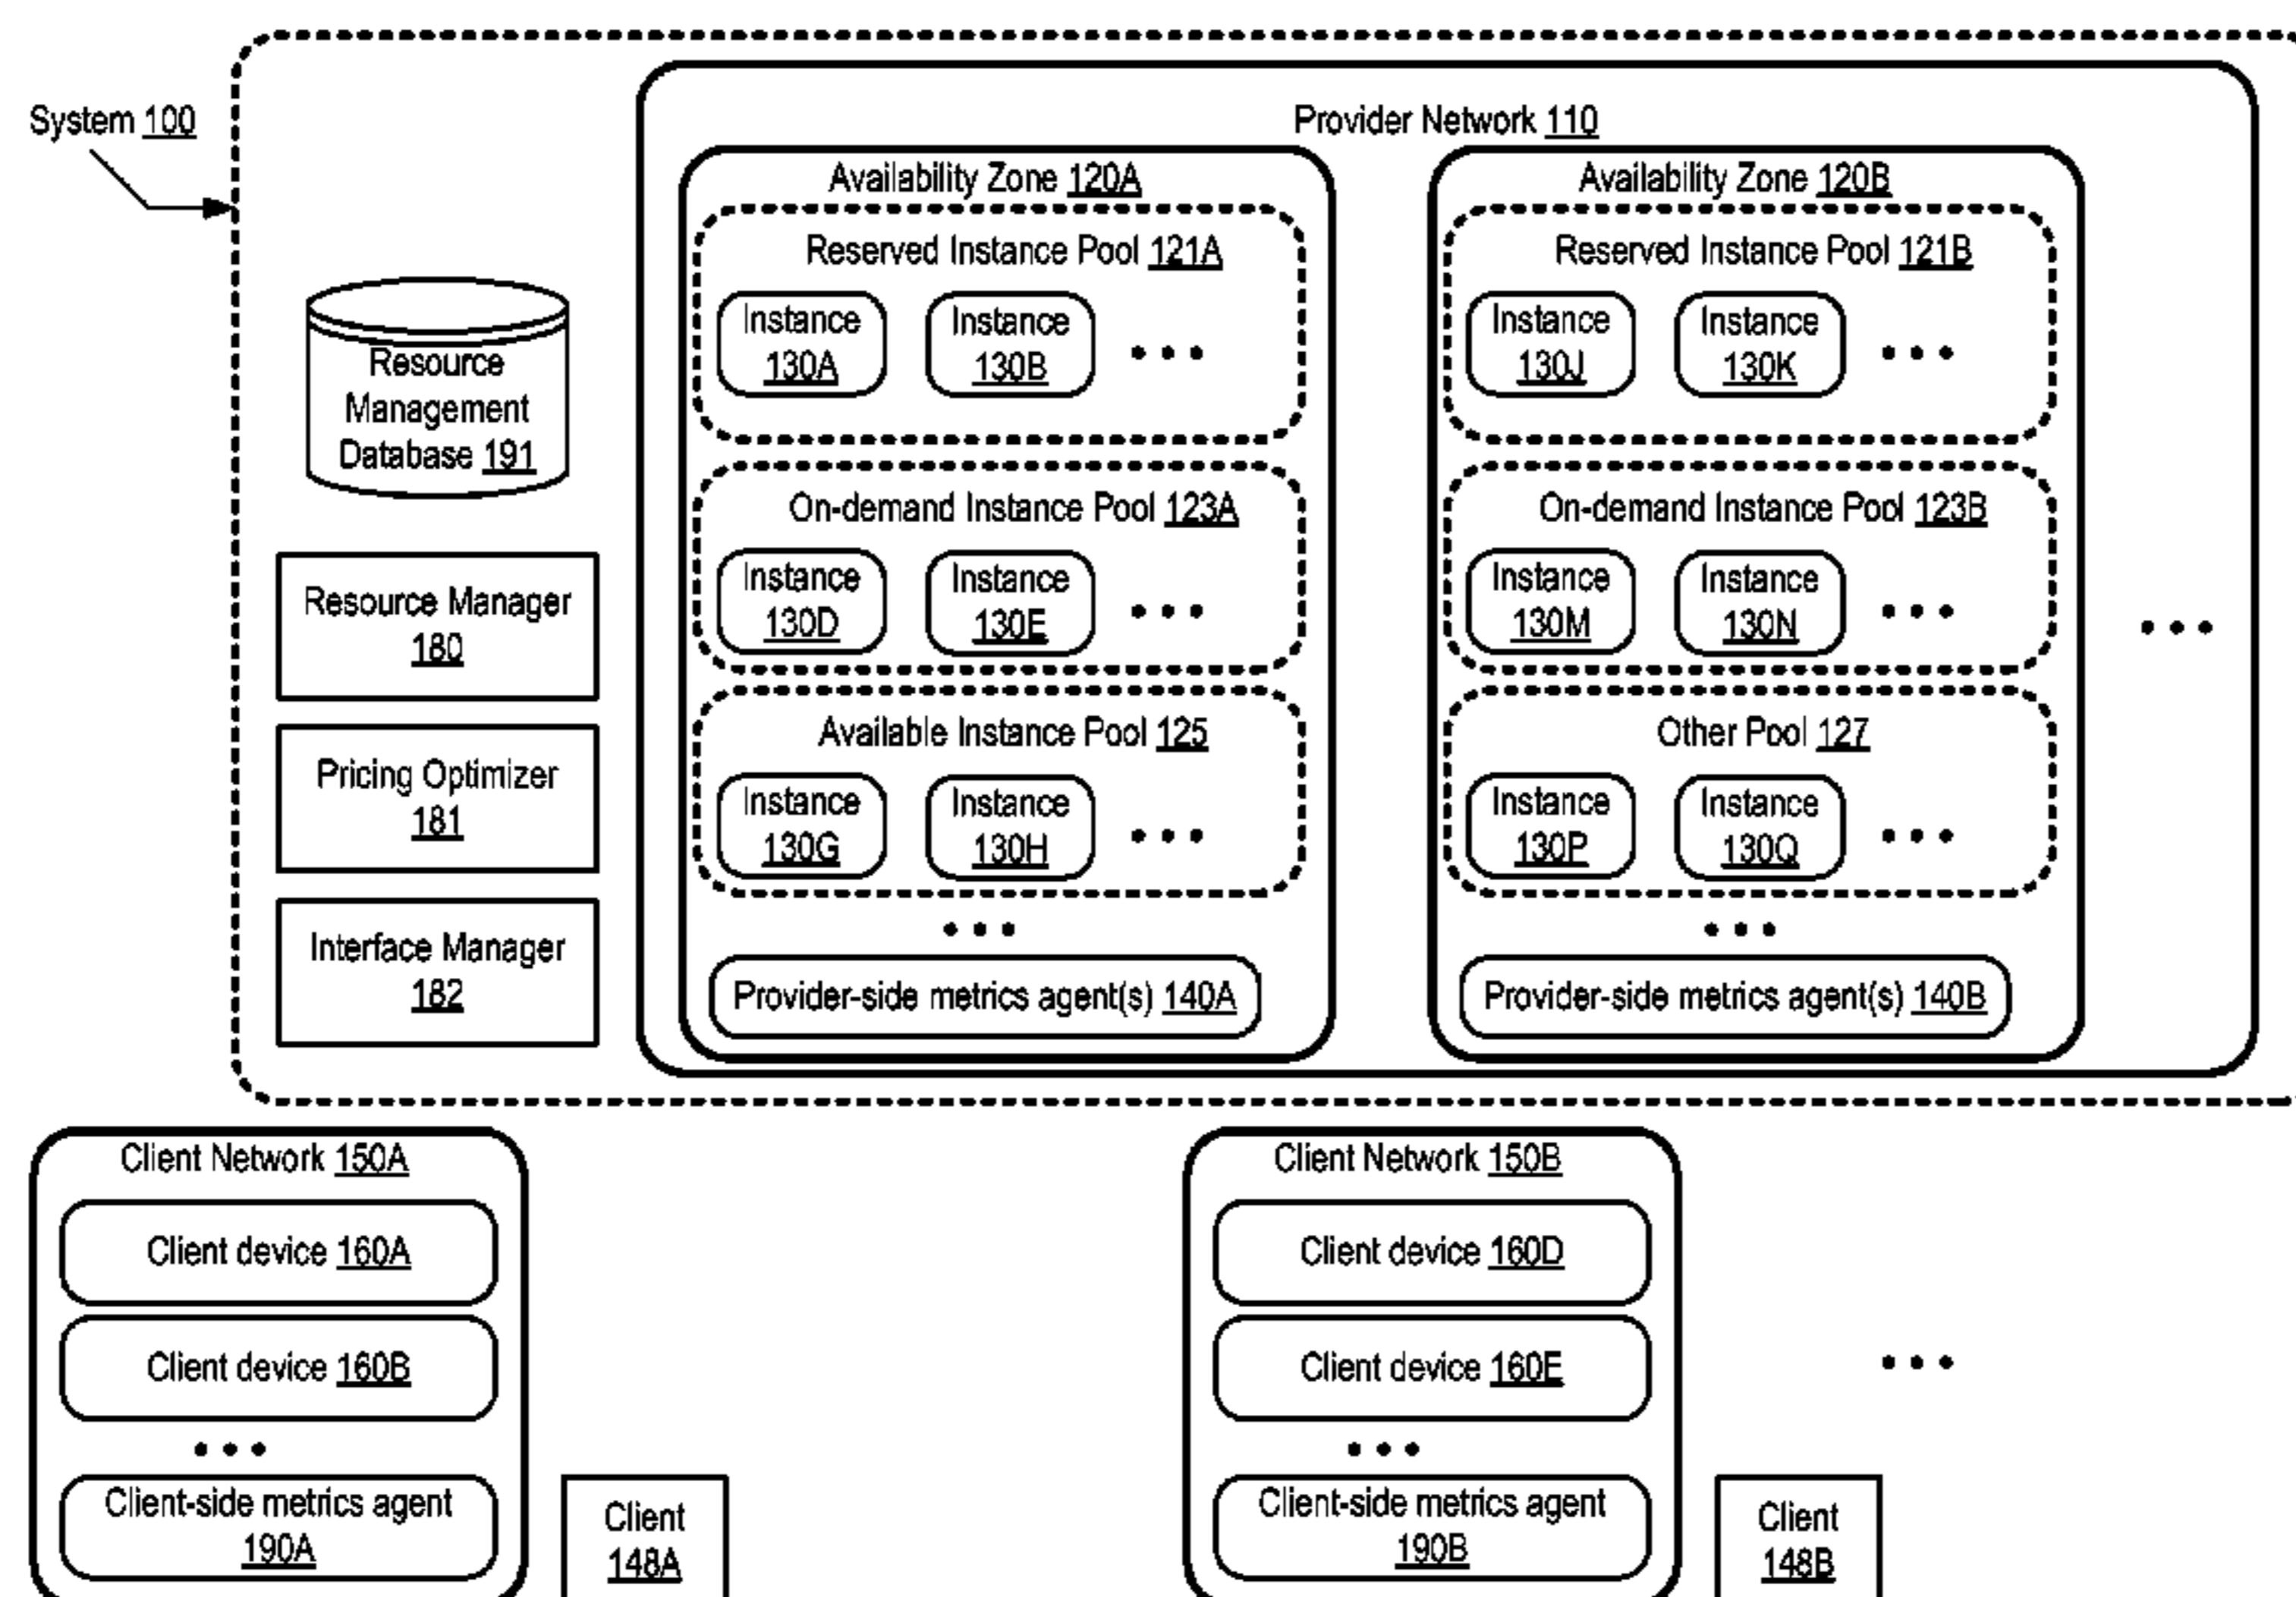 System 100
Provider Network 110
Availability Zone 120A
Reserved Instance Pool 121A
Instance
130A
Instance
130B
On-demand Instance Pool 123A
Instance
130D
Instance
130E
Available Instance Pool 125
Instance
130G
Instance
130H
Provider-side metrics agent(s) 140A
Availability Zone 120B
Reserved Instance Pool 121B
Instance
130J
Instance
130K
On-demand Instance Pool 123B
Instance
130M
Instance
130N
Other Pool 127
Instance
130P
Instance
130Q
Provider-side metrics agent(s) 140B
Resource
Management
Database 191
Resource Manager
180
Pricing Optimizer
181
Interface Manager
182
Client Network 150A
Client device 160A
Client device 160B
Client-side metrics agent
190A
Client
148A
Client Network 150B
Client device 160D
Client device 160E
Client-side metrics agent
190B
Client
148B